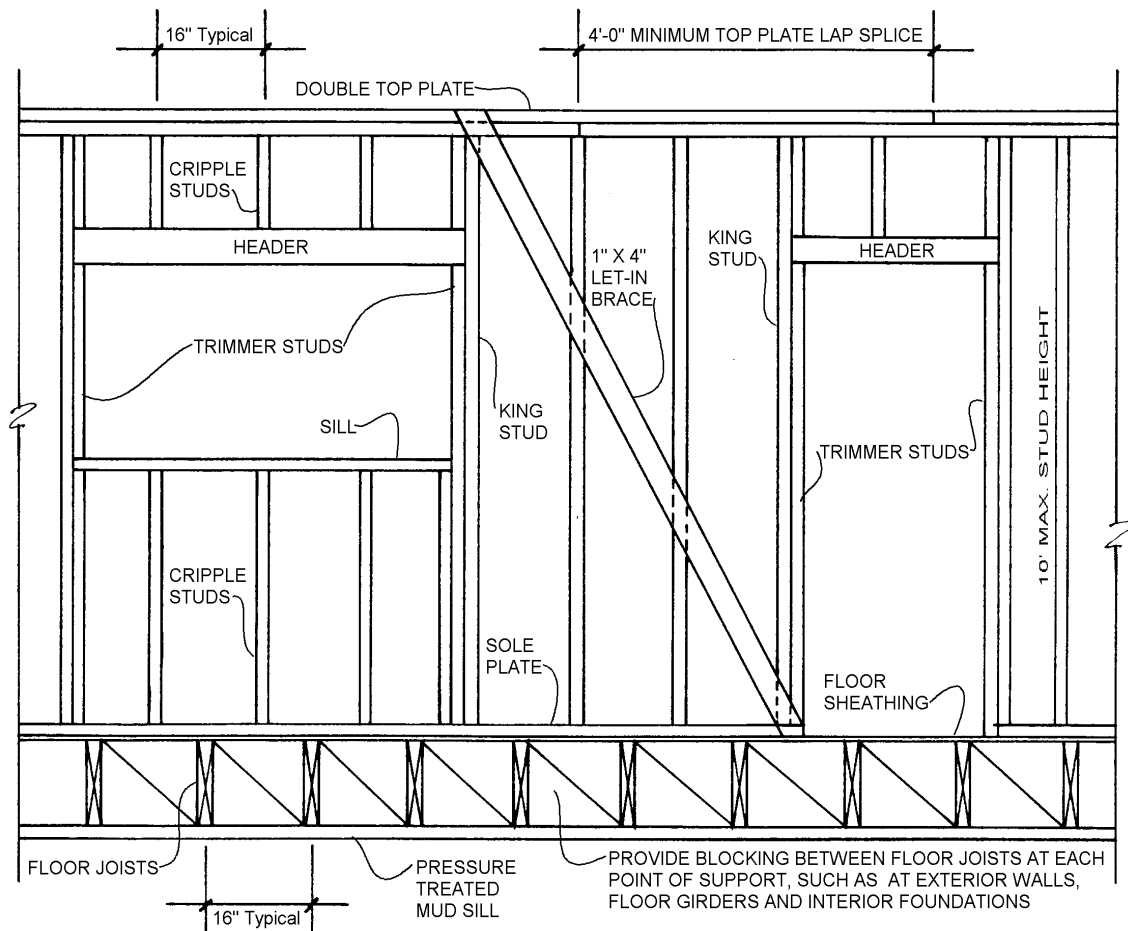 16" Typical
4'-0" MINIMUM TOP PLATE LAP SPLICE
DOUBLE TOP PLATE
CRIPPLE
STUDS
HEADER
KING
STUD
HEADER
1" X 4"
LET-IN
BRACE
TRIMMER STUDS
KING
STUD
SILL
TRIMMER STUDS
10' MAX. STUD HEIGHT
CRIPPLE
STUDS
SOLE
PLATE
FLOOR
SHEATHING
FLOOR JOISTS
PRESSURE
TREATED
MUD SILL
PROVIDE BLOCKING BETWEEN FLOOR JOISTS AT EACH
POINT OF SUPPORT, SUCH AS AT EXTERIOR WALLS,
FLOOR GIRDERS AND INTERIOR FOUNDATIONS
16" Typical